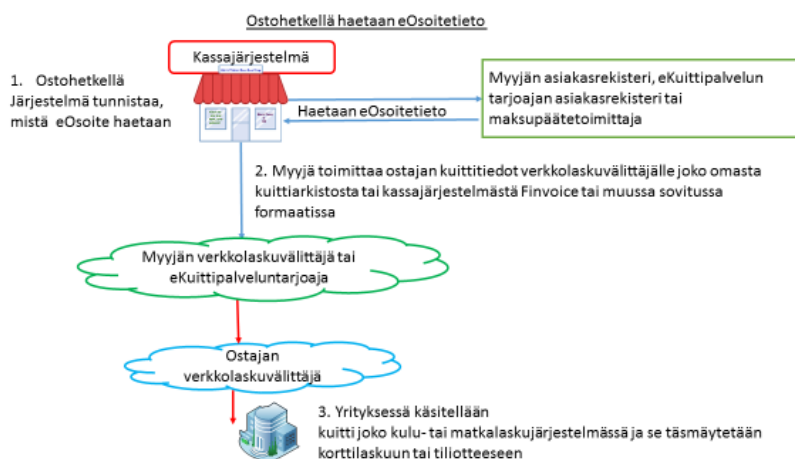 Ostohetkellä haetaan eOsoitetieto
Kassajärjestelmä
1. Ostohetkellä
Järjestelmä tunnistaa,
mistä eOsoite haetaan
Haetaan eOsoitetieto
Myyjän asiakasrekisteri, eKuittipalvelun
tarjoajan asiakasrekisteri tai
maksupäätetoimittaja
2. Myyjä toimittaa ostajan kuittitiedot verkkolaskuvälittäjälle joko omasta
kuittiarkistosta tai kassajärjestelmästä Finvoice tai muussa sovitussa
formaatissa
Myyjän verkkolaskuvälittäjä tai
eKuittipalveluntarjoaja
Ostajan
verkkolaskuvälittäjä
3. Yrityksessä käsitellään
kuitti joko kulu- tai matkalaskujärjestelmässä ja se täsmäytetään
korttilaskuun tai tiliotteeseen